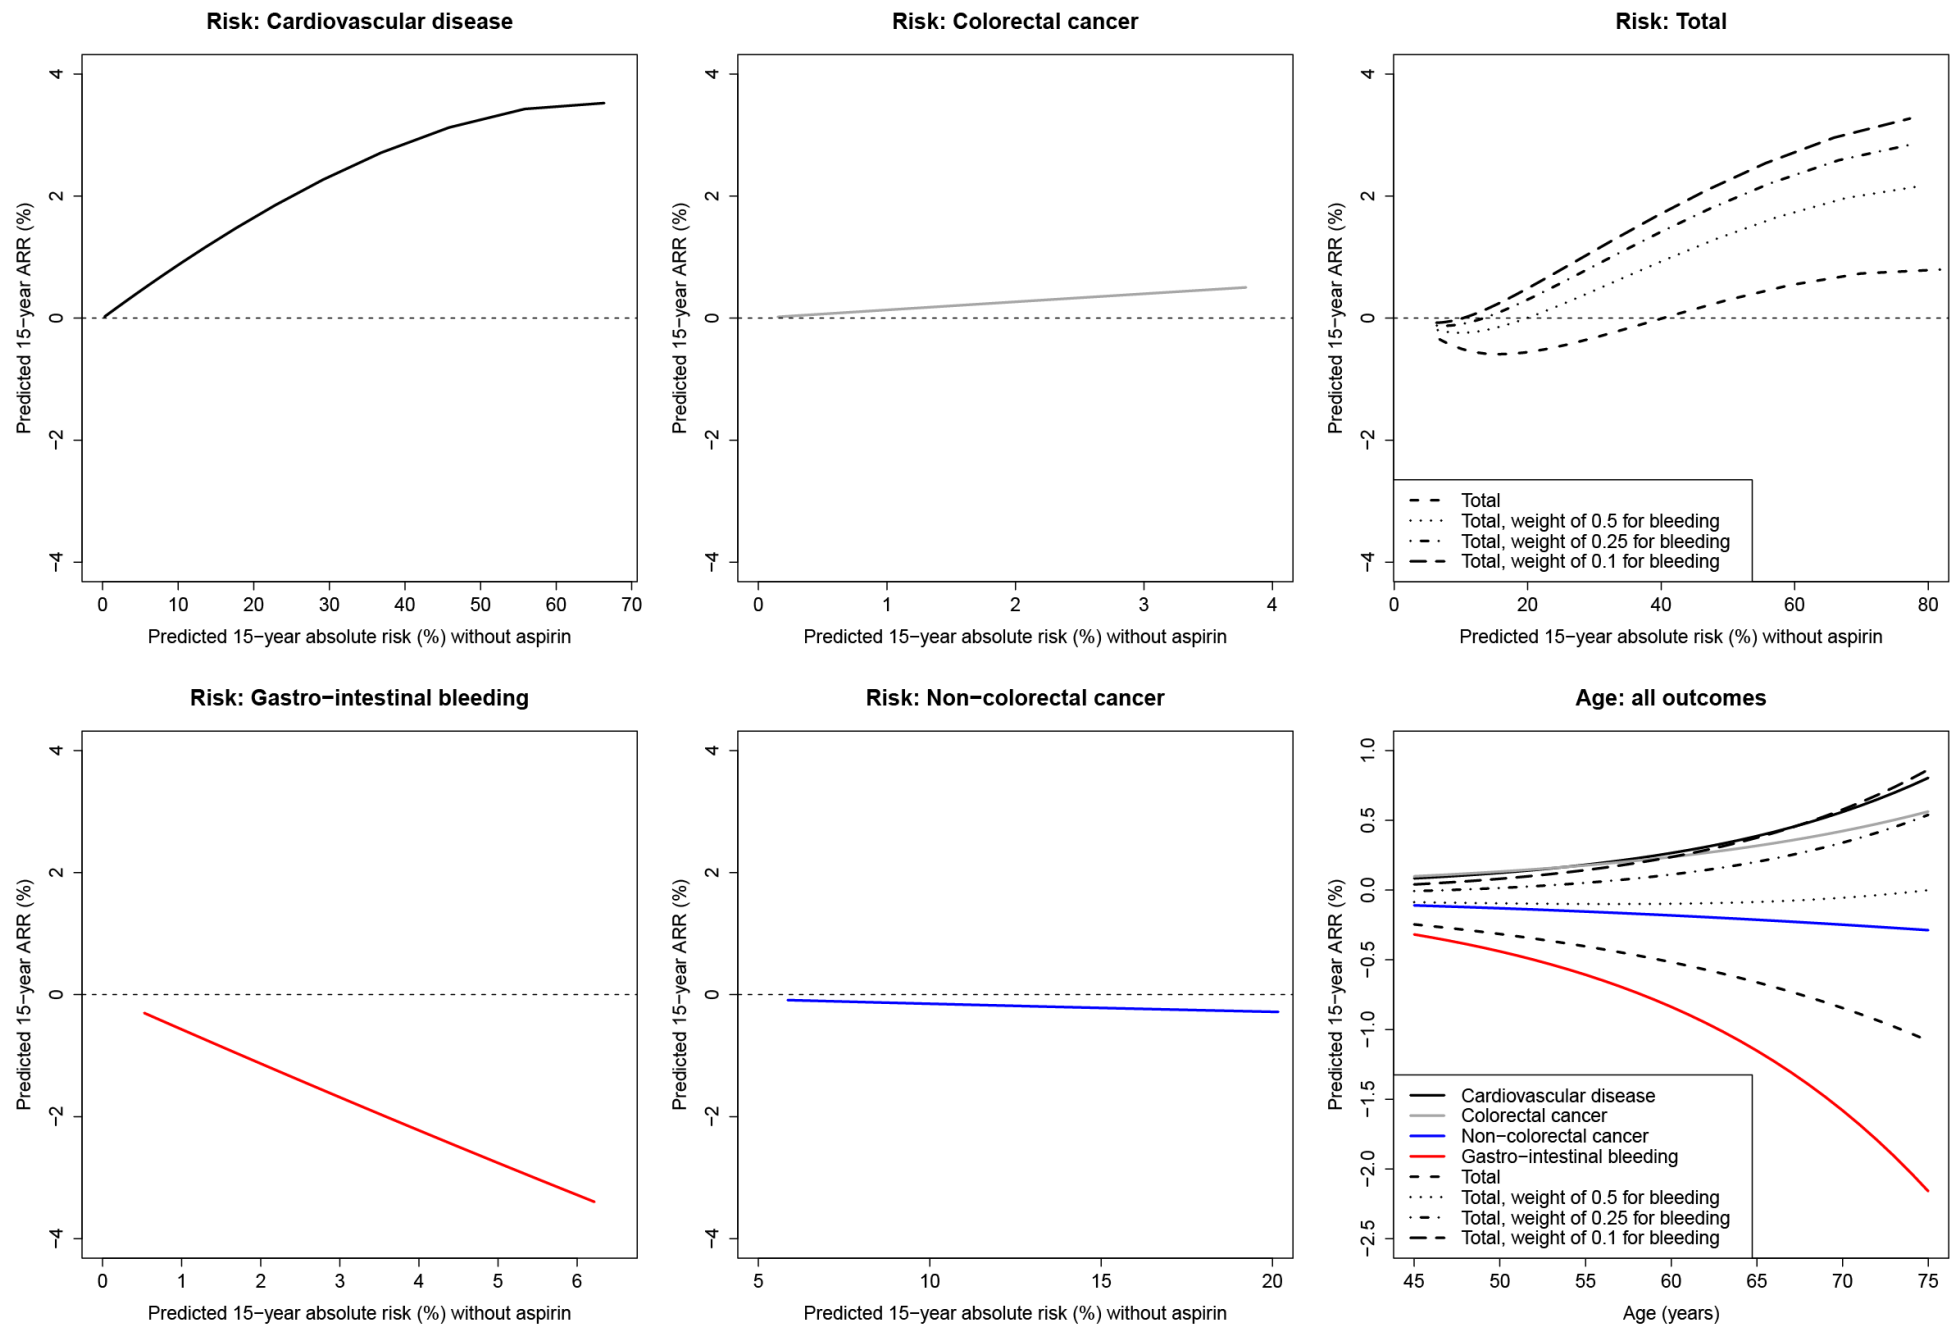 Risk: Cardiovascular disease
Predicted 15−year ARR (%)
4
2
0
−2
−4
0 10 20 30 40 50 60 70
Predicted 15−year absolute risk (%) without aspirin
Risk: Colorectal cancer
Predicted 15−year ARR (%)
4
2
0
−2
−4
0 1 2 3 4
Predicted 15−year absolute risk (%) without aspirin
Risk: Total
Predicted 15−year ARR (%)
4
2
0
−2
−4
Total
Total, weight of 0.5 for bleeding
Total, weight of 0.25 for bleeding
Total, weight of 0.1 for bleeding
0 20 40 60 80
Predicted 15−year absolute risk (%) without aspirin
Risk: Gastro−intestinal bleeding
Predicted 15−year ARR (%)
4
2
0
−2
−4
0 1 2 3 4 5 6
Predicted 15−year absolute risk (%) without aspirin
Risk: Non−colorectal cancer
Predicted 15−year ARR (%)
4
2
0
−2
−4
5 10 15 20
Predicted 15−year absolute risk (%) without aspirin
Age: all outcomes
Predicted 15−year ARR (%)
1.0
0.5
0.0
−0.5
−1.0
−1.5
−2.0
−2.5
Cardiovascular disease
Colorectal cancer
Non−colorectal cancer
Gastro−intestinal bleeding
Total
Total, weight of 0.5 for bleeding
Total, weight of 0.25 for bleeding
Total, weight of 0.1 for bleeding
45 50 55 60 65 70 75
Age (years)